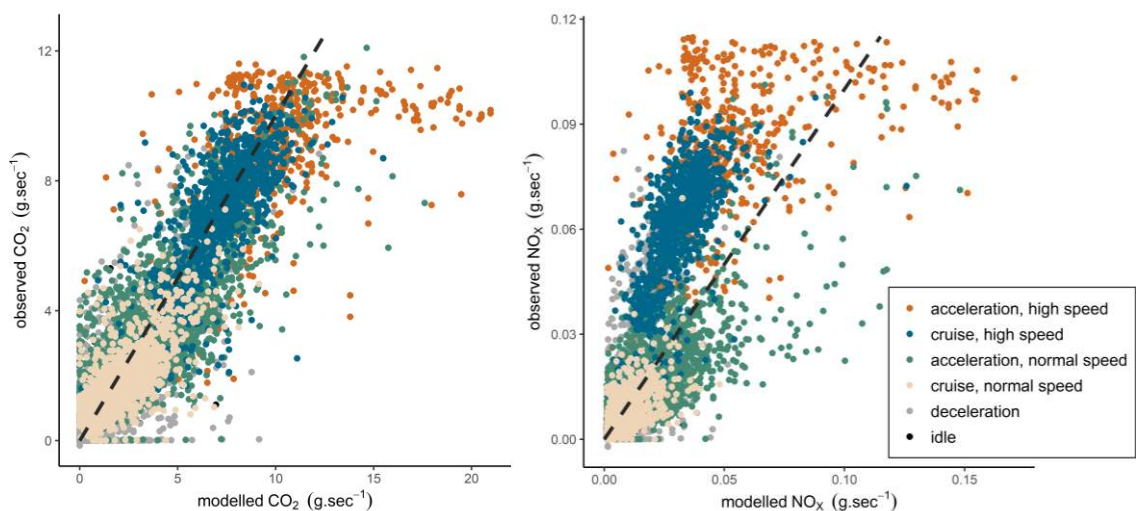 observed CO₂ (g.sec⁻¹)
12
8
4
0
0
5
10
15
20
modelled CO₂ (g.sec⁻¹)
observed NOₓ (g.sec⁻¹)
0.12
0.09
0.06
0.03
0.00
0.00
0.05
0.10
0.15
modelled NOₓ (g.sec⁻¹)
acceleration, high speed
cruise, high speed
acceleration, normal speed
cruise, normal speed
deceleration
idle